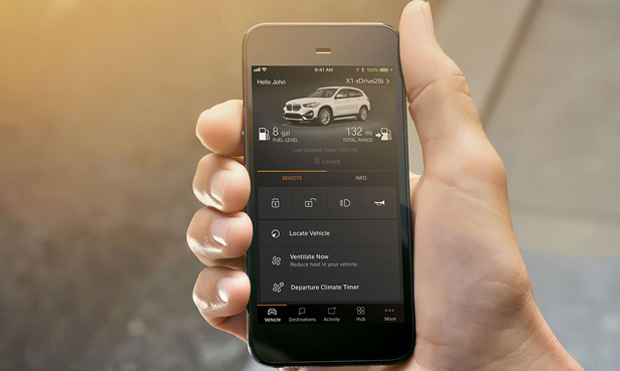 9:41 AM 100%
Hello John X1 xDrive28i >
8 gal 132 mi
FUEL LEVEL TOTAL RANGE
Last Updated: Today, AM
Locked
REMOTE INFO
Locate Vehicle
Ventilate Now
Reduce heat in your vehicle.
Departure Climate Timer
Vehicle Destinations Activity Hub More